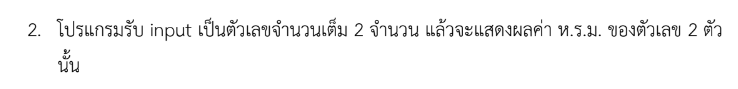 2. โปรแกรมรับ input เป็นตัวเลขจำนวนเต็ม 2 จำนวน แล้วจะแสดงผลค่า ห.ร.ม. ของตัวเลข 2 ตัว
นั้น